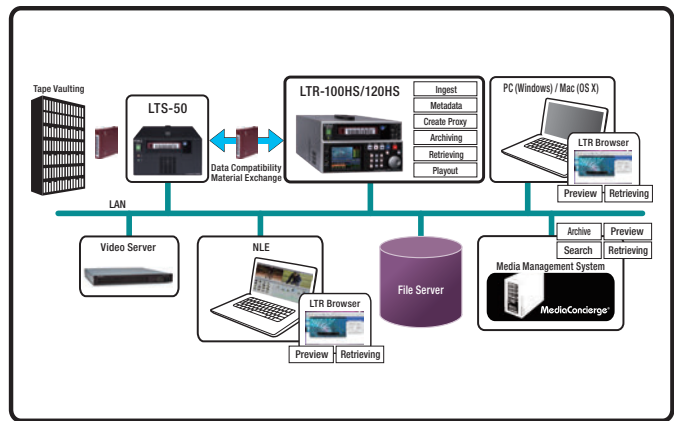 Tape Vaulting
LTS-50
Data Compatibility
Material Exchange
LTR-100HS/120HS
Ingest
Metadata
Create Proxy
Archiving
Retrieving
Playout
PC (Windows) / Mac (OS X)
LTR Browser
Preview
Retrieving
LAN
Video Server
NLE
LTR Browser
Preview
Retrieving
File Server
Archive
Preview
Search
Retrieving
Media Management System
MediaConcierge®